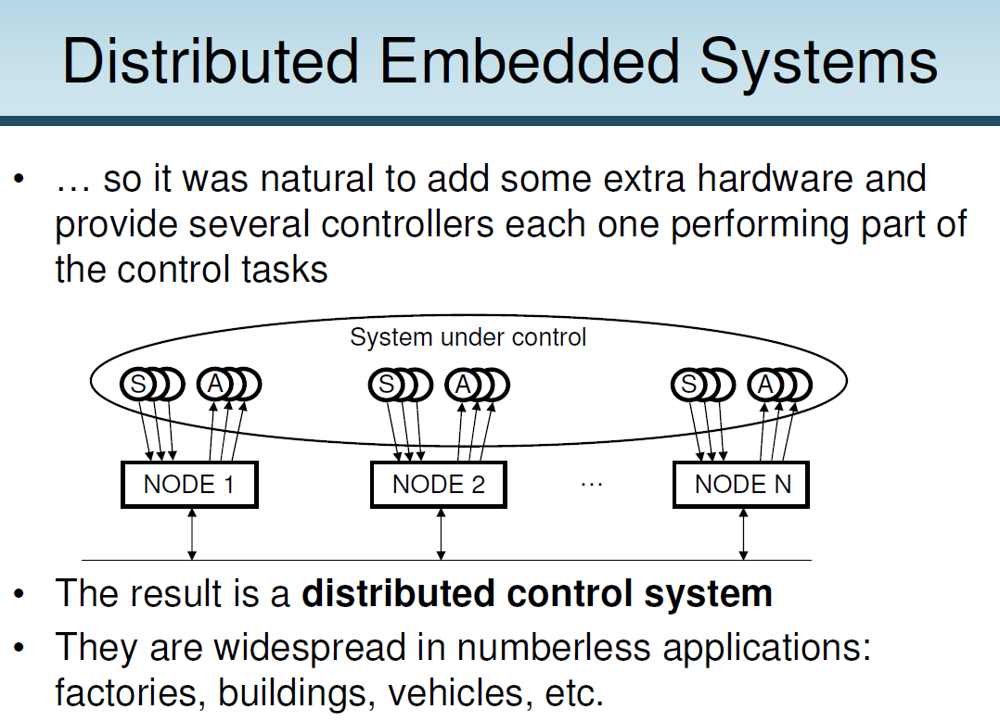 Distributed Embedded Systems
• … so it was natural to add some extra hardware and
provide several controllers each one performing part of
the control tasks
System under control
S A S A S A
NODE 1 NODE 2 … NODE N
• The result is a distributed control system
• They are widespread in numberless applications:
factories, buildings, vehicles, etc.